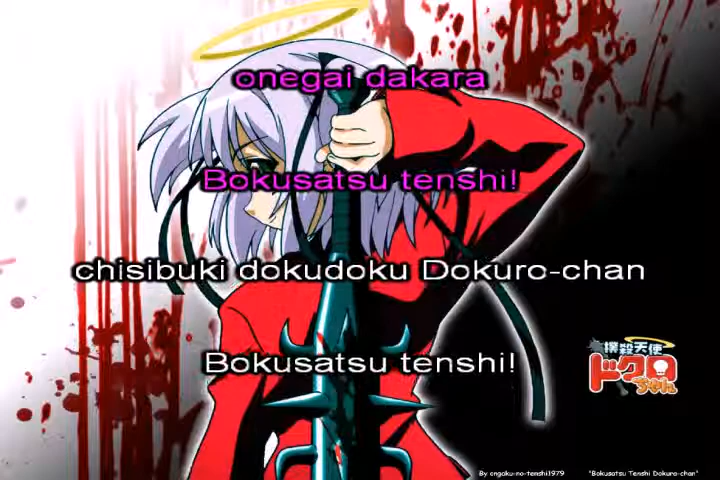 onegai dakara
Bokusatsu tenshi!
chisibuki dokudoku Dokuro-chan
Bokusatsu tenshi!
撲殺天使
ドクロ
ちゃん
By ongaku-no-tenshi1979 "Bokusatsu Tenshi Dokuro-chan"